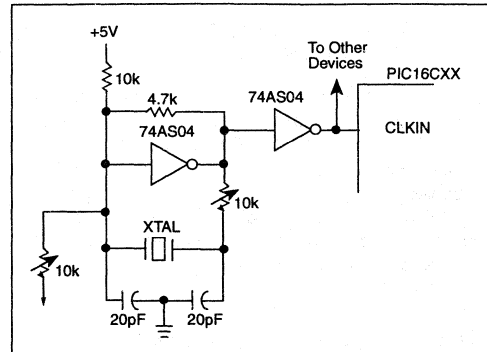 +5V
10k
4.7k
74AS04
74AS04
To Other
Devices
PIC16CXX
CLKIN
10k
XTAL
10k
20pF
20pF